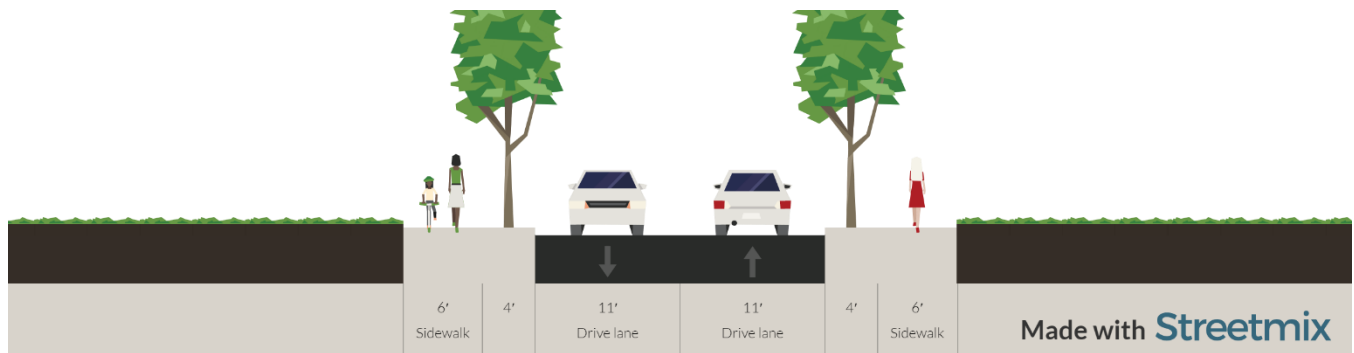 6′ 4′ 11′ 11′ 4′ 6′
Sidewalk Drive lane Drive lane Sidewalk
Made with Streetmix